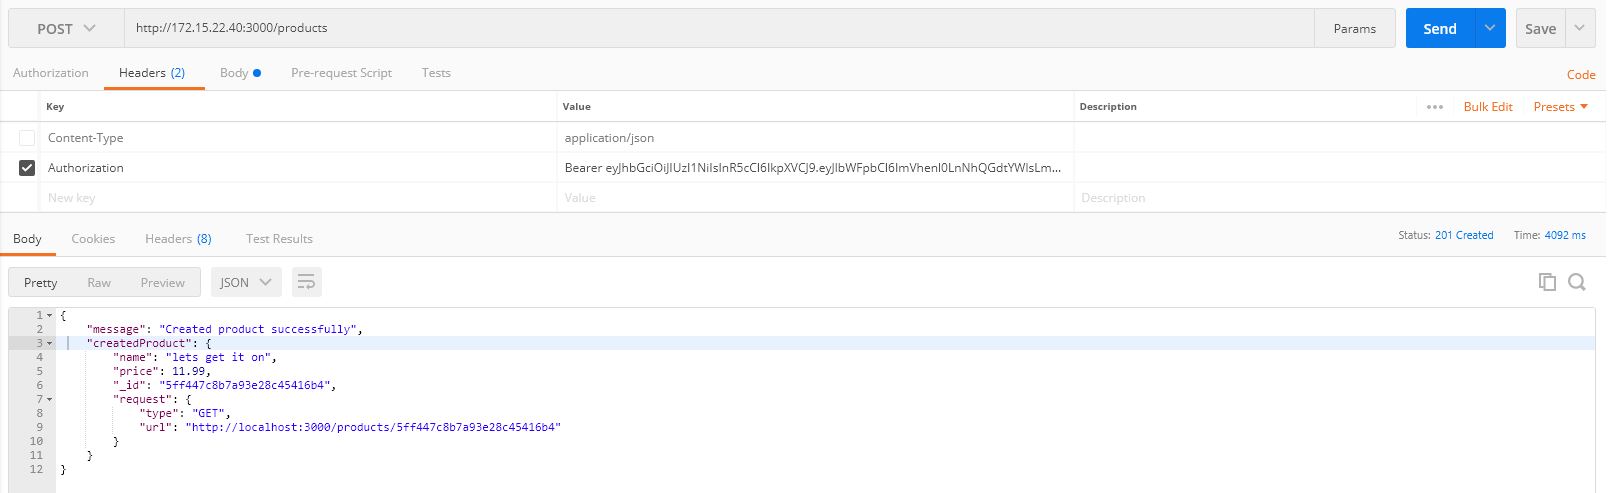 POST http://172.15.22.40:3000/products Params Send Save
Authorization Headers (2) Body Pre-request Script Tests Code
Key Value Description ••• Bulk Edit Presets
Content-Type application/json
Authorization Bearer
New key Value Description
Body Cookies Headers (8) Test Results Status: 201 Created Time: 4092 ms
Pretty Raw Preview JSON
1 {
2 "message": "Created product successfully",
3 "createdProduct": {
4 "name": "lets get it on",
5 "price": 11.99,
6 "_id": "5ff447c8b7a93e28c45416b4",
7 "request": {
8 "type": "GET",
9 "url": "http://localhost:3000/products/5ff447c8b7a93e28c45416b4"
10 }
11 }
12 }